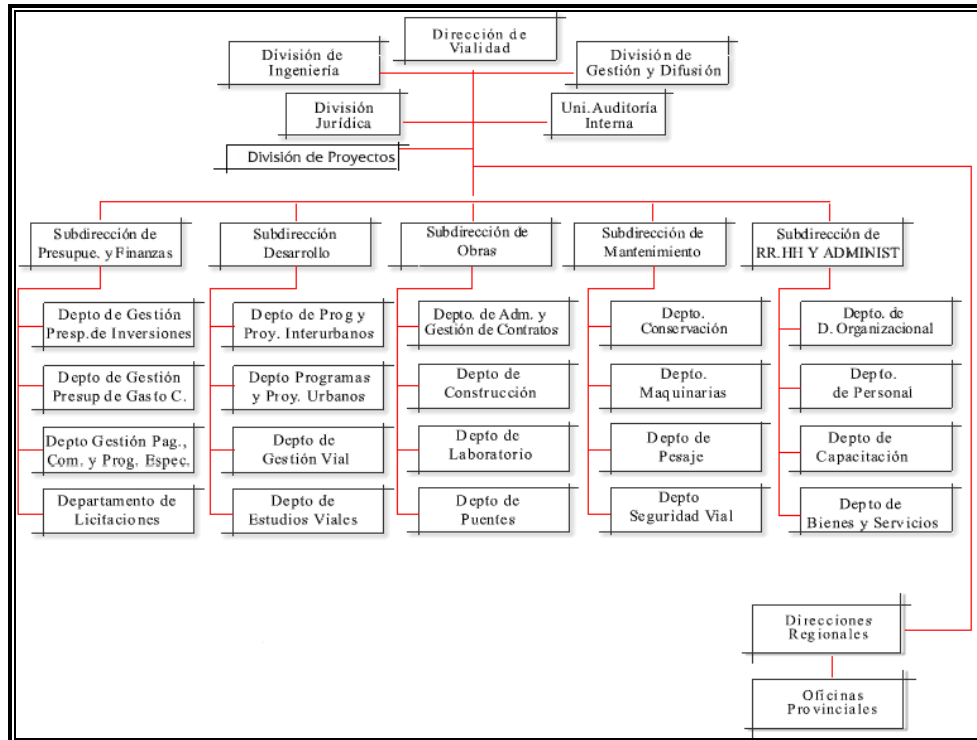 Dirección de
Vialidad
División de
Ingeniería
División de
Gestión y Difusión
División
Jurídica
Uni. Auditoría
Interna
División de Proyectos
Subdirección de
Presupue. y Finanzas
Subdirección
Desarrollo
Subdirección de
Obras
Subdirección de
Mantenimiento
Subdirección de
RR.HH Y ADMINIST
Depto de Gestión
Presp. de Inversiones
Depto de Prog y
Proy. Interurbanos
Depto. de Adm. y
Gestión de Contratos
Depto.
Conservación
Depto. de
D. Organizacional
Depto de Gestión
Presup de Gasto C.
Depto Programas
y Proy. Urbanos
Depto de
Construcción
Depto.
Maquinarias
Depto.
de Personal
Depto Gestión Pag.,
Com. y Prog. Espec.
Depto de
Gestión Vial
Depto de
Laboratorio
Depto de
Pesaje
Depto de
Capacitación
Departamento de
Licitaciones
Depto de
Estudios Viales
Depto de
Puentes
Depto
Seguridad Vial
Depto de
Bienes y Servicios
Direcciones
Regionales
Oficinas
Provinciales